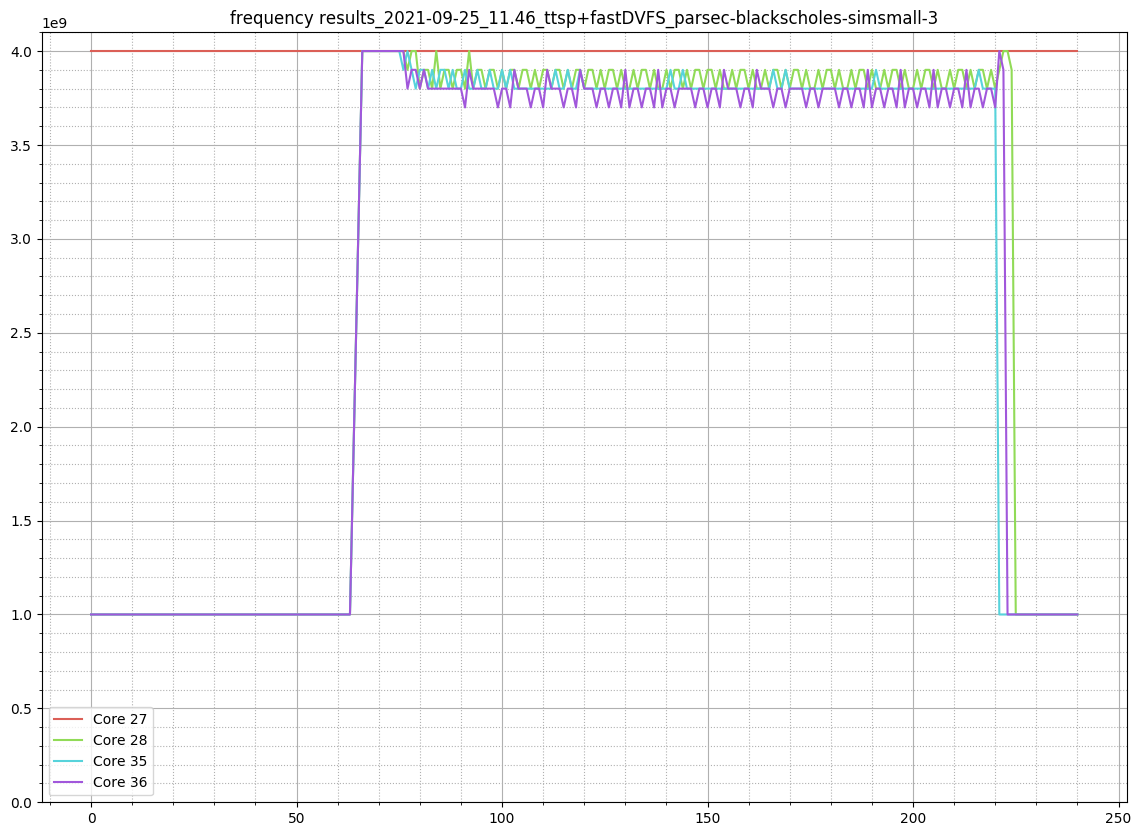 frequency results_2021-09-25_11.46_ttsp+fastDVFS_parsec-blackscholes-simsmall-3
1e9
4.0
3.5
3.0
2.5
2.0
1.5
1.0
0.5
0.0
Core 27
Core 28
Core 35
Core 36
0 50 100 150 200 250